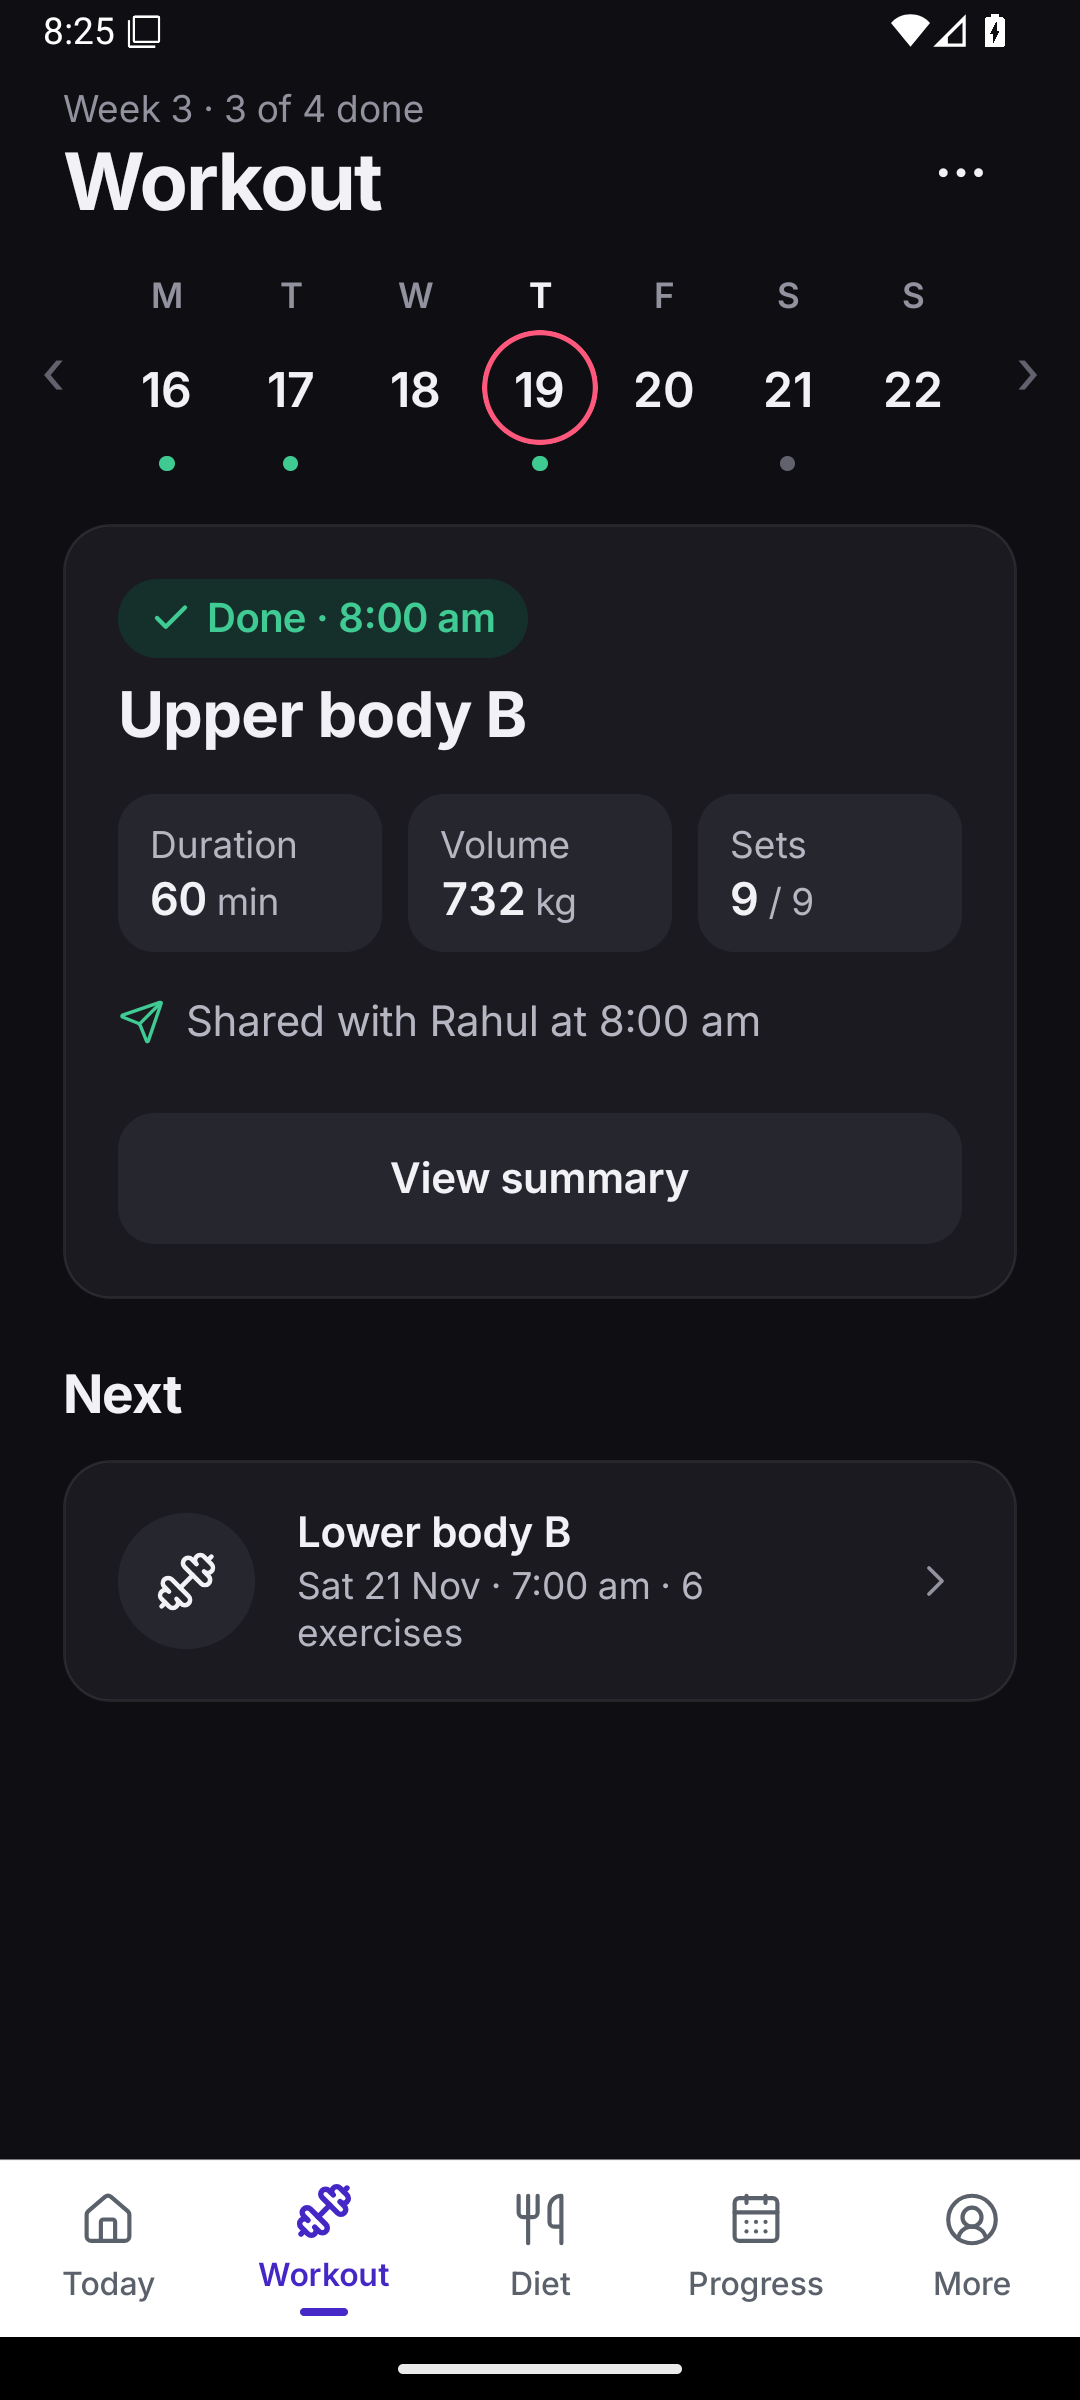 8:25
Week 3 · 3 of 4 done
Workout
M T W T F S S
16 17 18 19 20 21 22
Done · 8:00 am
Upper body B
Duration Volume Sets
60 min 732 kg 9 / 9
Shared with Rahul at 8:00 am
View summary
Next
Lower body B
Sat 21 Nov · 7:00 am · 6
exercises
Today Workout Diet Progress More